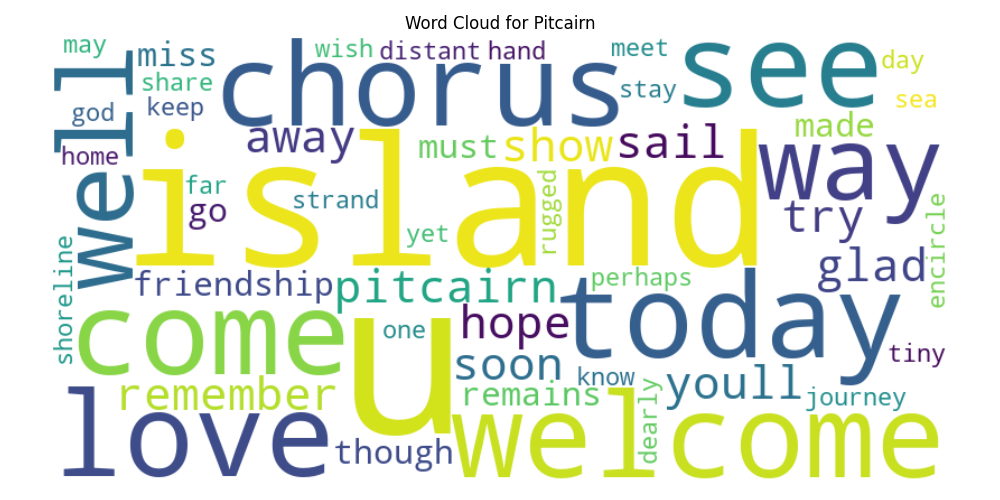 Word Cloud for Pitcairn
may
miss
wish
distant
hand
meet
see
day
share
chorus
stay
god
keep
sea
well
away
must
show
sail
made
home
island
way
far
go
strand
rugged
try
encircle
yet
shoreline
friendship
pitcairn
perhaps
glad
come
u
one
hope
today
tiny
soon
know
remember
remains
dearly
youll
journey
love
though
welcome